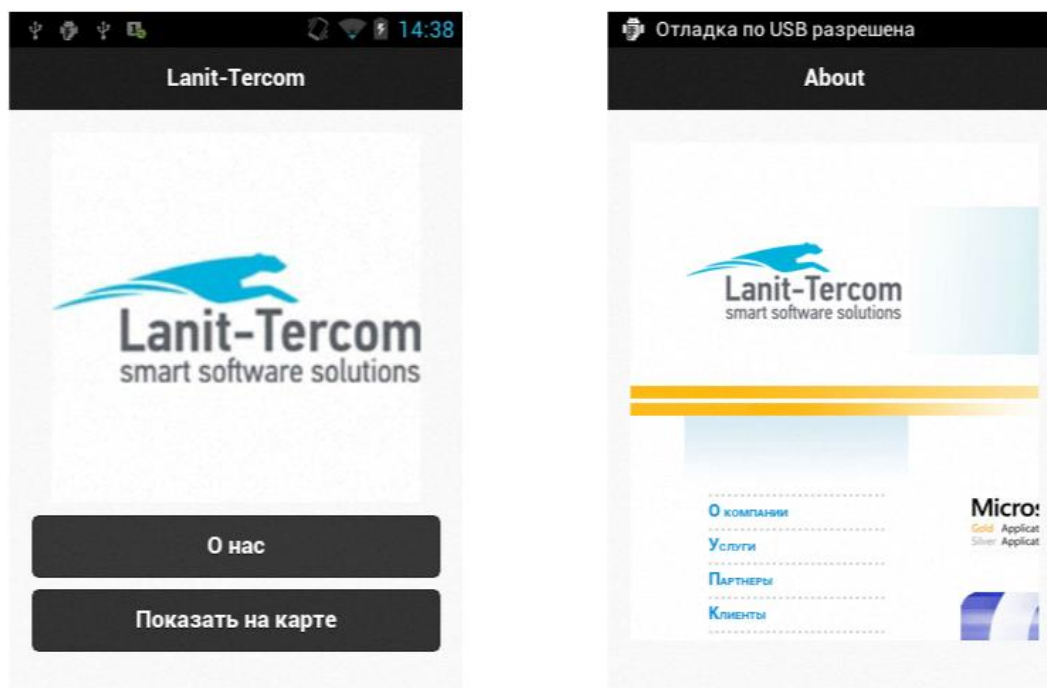 14:38
Lanit-Tercom
Lanit-Tercom
smart software solutions
О нас
Показать на карте
Отладка по USB разрешена
About
Lanit-Tercom
smart software solutions
О компании
Услуги
Партнеры
Клиенты
Micros
Gold Applicat
Silver Applicat